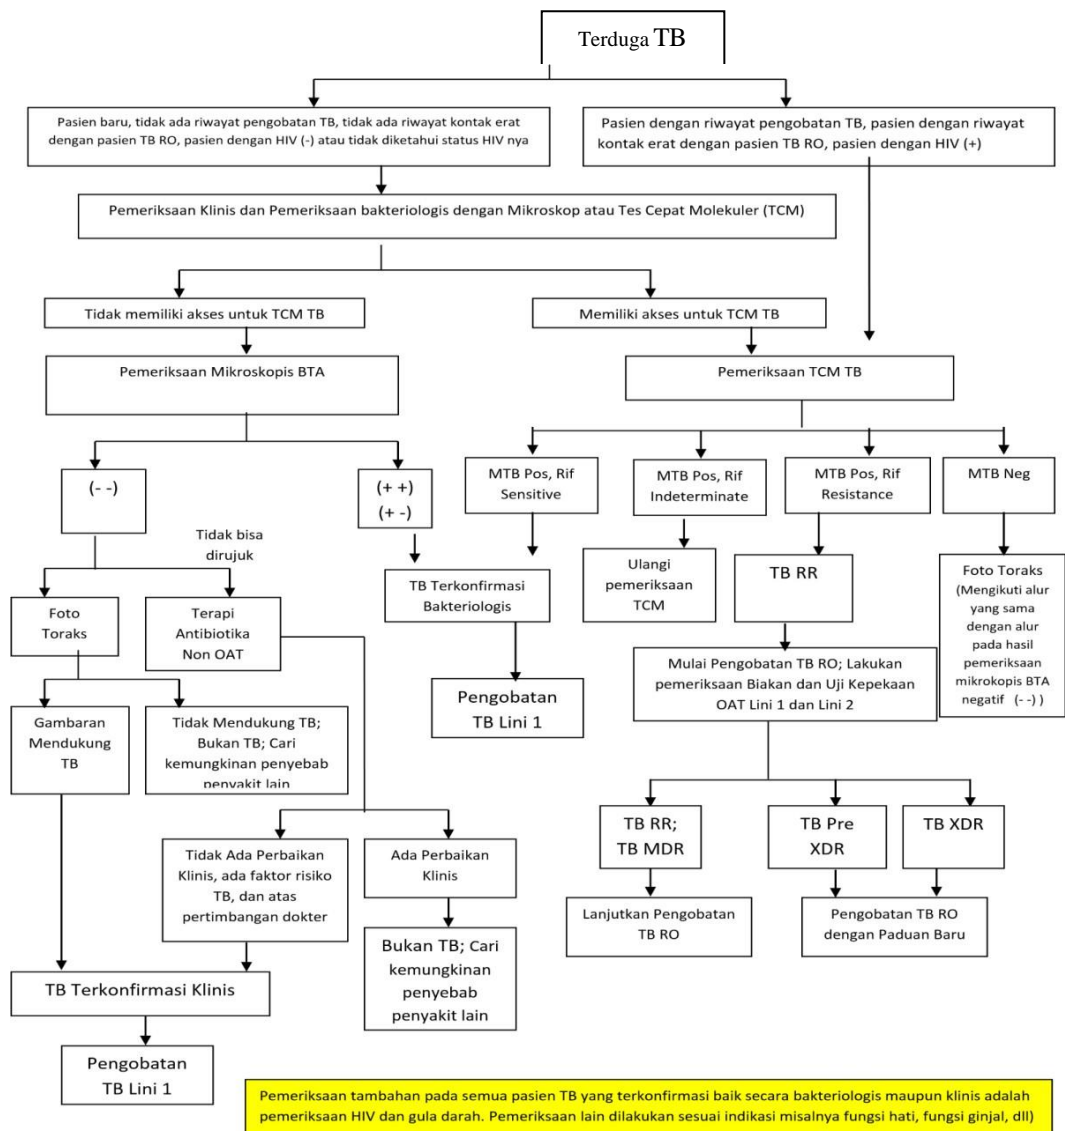 Terduga TB
Pasien baru, tidak ada riwayat pengobatan TB, tidak ada riwayat kontak erat
dengan pasien TB RO, pasien dengan HIV (-) atau tidak diketahui status HIV nya
Pasien dengan riwayat pengobatan TB, pasien dengan riwayat
kontak erat dengan pasien TB RO, pasien dengan HIV (+)
Pemeriksaan Klinis dan Pemeriksaan bakteriologis dengan Mikroskop atau Tes Cepat Molekuler (TCM)
Tidak memiliki akses untuk TCM TB
Memiliki akses untuk TCM TB
Pemeriksaan Mikroskopis BTA
Pemeriksaan TCM TB
(- -)
(+ +)
(+ -)
MTB Pos, Rif
Sensitive
MTB Pos, Rif
Indeterminate
MTB Pos, Rif
Resistance
MTB Neg
Tidak bisa
dirujuk
Foto
Toraks
Terapi
Antibiotika
Non OAT
TB Terkonfirmasi
Bakteriologis
Ulangi
pemeriksaan
TCM
TB RR
Foto Toraks
(Mengikuti alur
yang sama
dengan alur
pada hasil
pemeriksaan
mikrokopis BTA
negatif (- -) )
Pengobatan
TB Lini 1
Mulai Pengobatan TB RO; Lakukan
pemeriksaan Biakan dan Uji Kepekaan
OAT Lini 1 dan Lini 2
Gambaran
Mendukung
TB
Tidak Mendukung TB;
Bukan TB; Cari
kemungkinan penyebab
penyakit lain
TB RR;
TB MDR
TB Pre
XDR
TB XDR
Tidak Ada Perbaikan
Klinis, ada faktor risiko
TB, dan atas
pertimbangan dokter
Ada Perbaikan
Klinis
Lanjutkan Pengobatan
TB RO
Pengobatan TB RO
dengan Paduan Baru
Bukan TB; Cari
kemungkinan
penyebab
penyakit lain
TB Terkonfirmasi Klinis
Pengobatan
TB Lini 1
Pemeriksaan tambahan pada semua pasien TB yang terkonfirmasi baik secara bakteriologis maupun klinis adalah
pemeriksaan HIV dan gula darah. Pemeriksaan lain dilakukan sesuai indikasi misalnya fungsi hati, fungsi ginjal, dll)